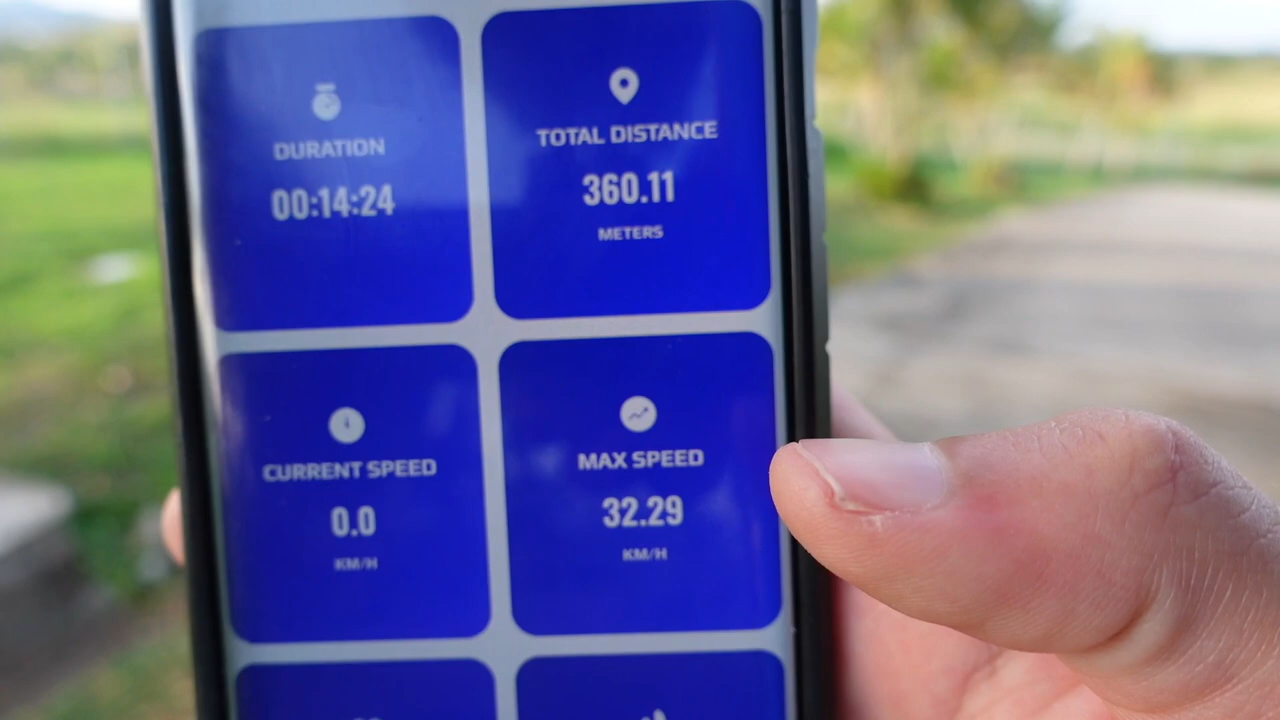 DURATION
00:14:24
TOTAL DISTANCE
360.11
METERS
CURRENT SPEED
0.0
KM/H
MAX SPEED
32.29
KM/H